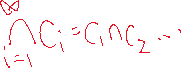 ∞
∩ Cᵢ = C₁ ∩ C₂ ...
i=1